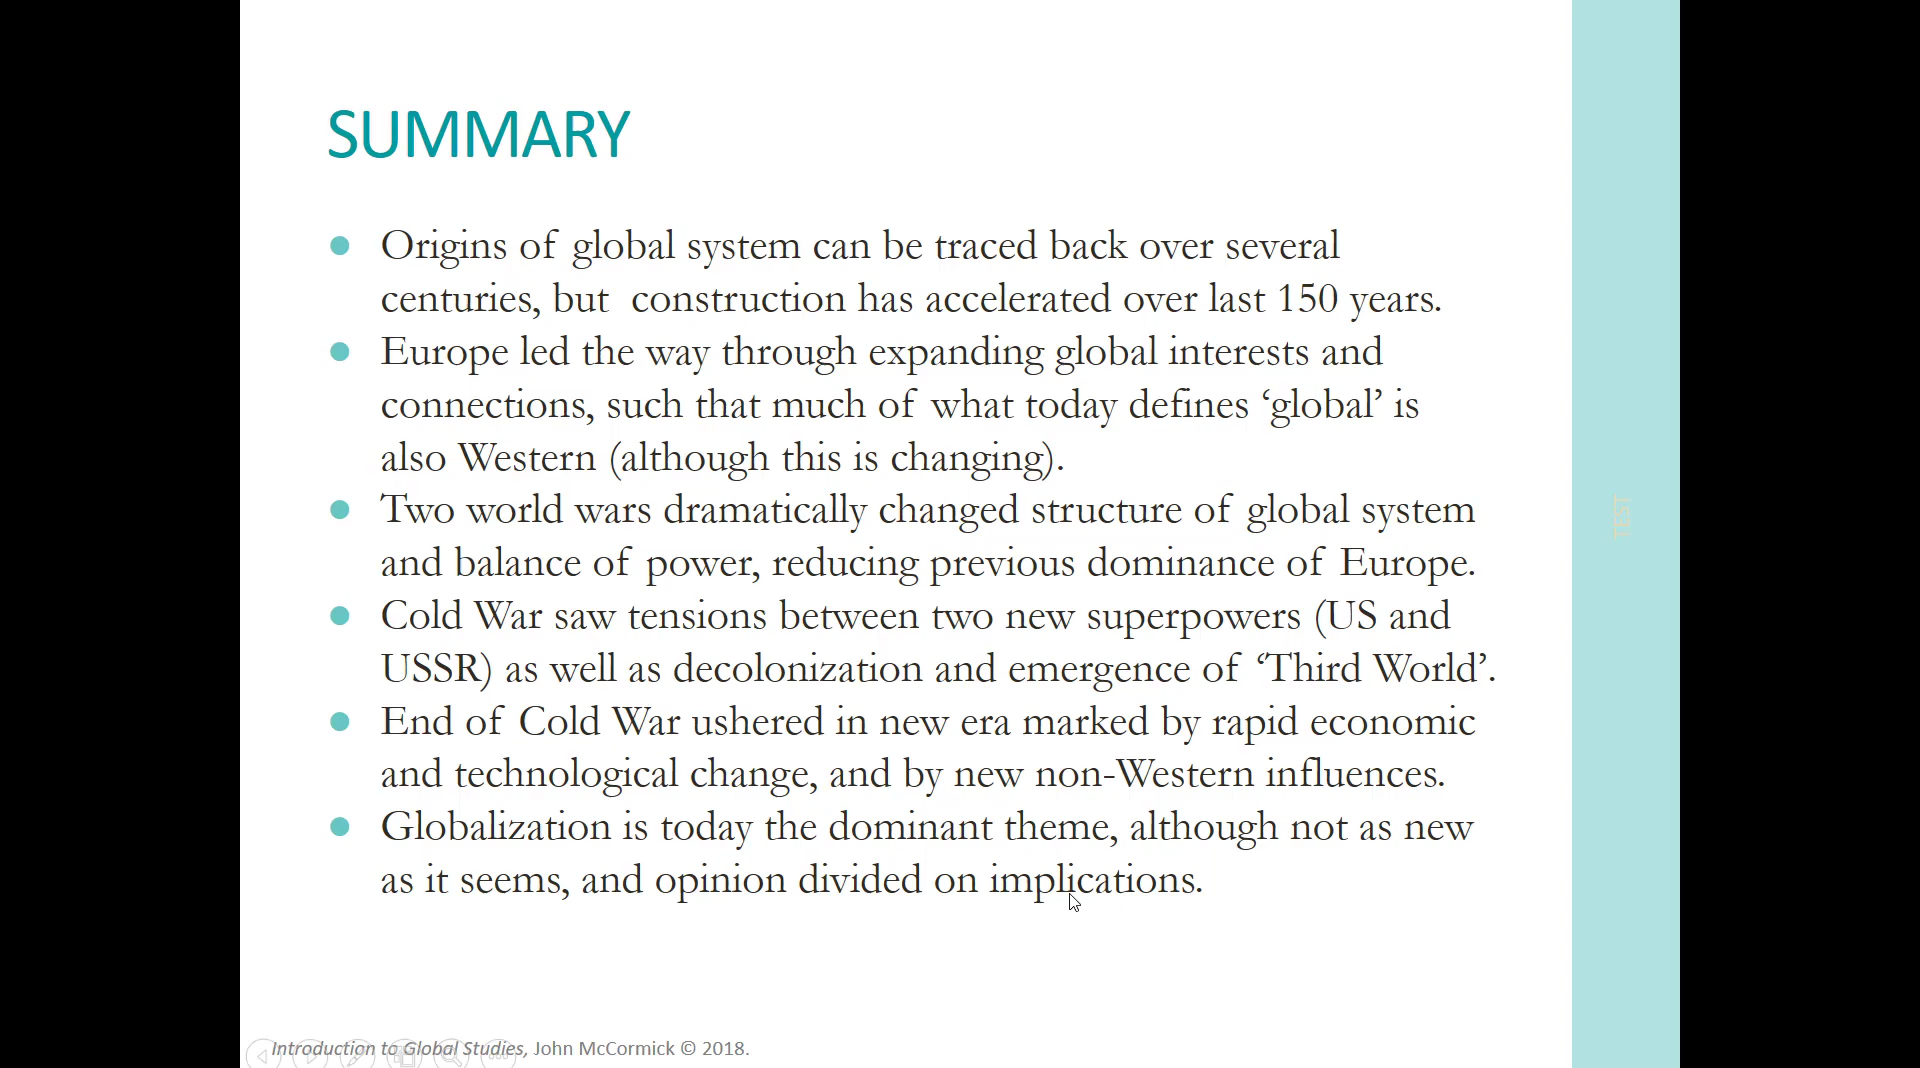 SUMMARY
Origins of global system can be traced back over several
centuries, but construction has accelerated over last 150 years.
Europe led the way through expanding global interests and
connections, such that much of what today defines ‘global’ is
also Western (although this is changing).
Two world wars dramatically changed structure of global system
and balance of power, reducing previous dominance of Europe.
Cold War saw tensions between two new superpowers (US and
USSR) as well as decolonization and emergence of ‘Third World’.
End of Cold War ushered in new era marked by rapid economic
and technological change, and by new non-Western influences.
Globalization is today the dominant theme, although not as new
as it seems, and opinion divided on implications.
TEST
Introduction to Global Studies, John McCormick © 2018.